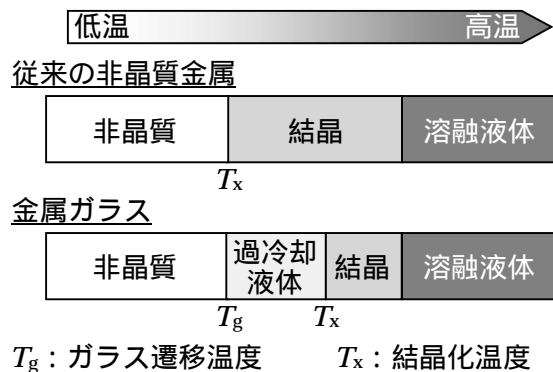 低温 高温
従来の非晶質金属
非晶質 結晶 溶融液体
Tx
金属ガラス
非晶質 過冷却液体 結晶 溶融液体
Tg Tx
Tg：ガラス遷移温度 Tx：結晶化温度